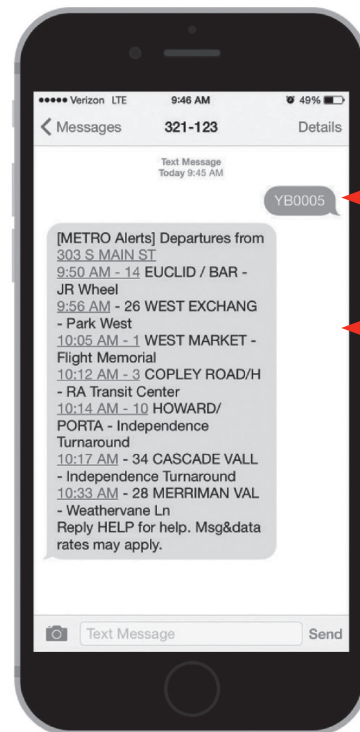 Verizon LTE 9:46 AM 49%
Messages 321-123 Details
Text Message
Today 9:45 AM
YB0005
[METRO Alerts] Departures from
303 S MAIN ST
9:50 AM - 14 EUCLID / BAR -
JR Wheel
9:56 AM - 26 WEST EXCHANG
- Park West
10:05 AM - 1 WEST MARKET -
Flight Memorial
10:12 AM - 3 COPLEY ROAD/H
- RA Transit Center
10:14 AM - 10 HOWARD/
PORTA - Independence
Turnaround
10:17 AM - 34 CASCADE VALL
- Independence Turnaround
10:33 AM - 28 MERRIMAN VAL
- Weathervane Ln
Reply HELP for help. Msg&data
rates may apply.
Text Message Send